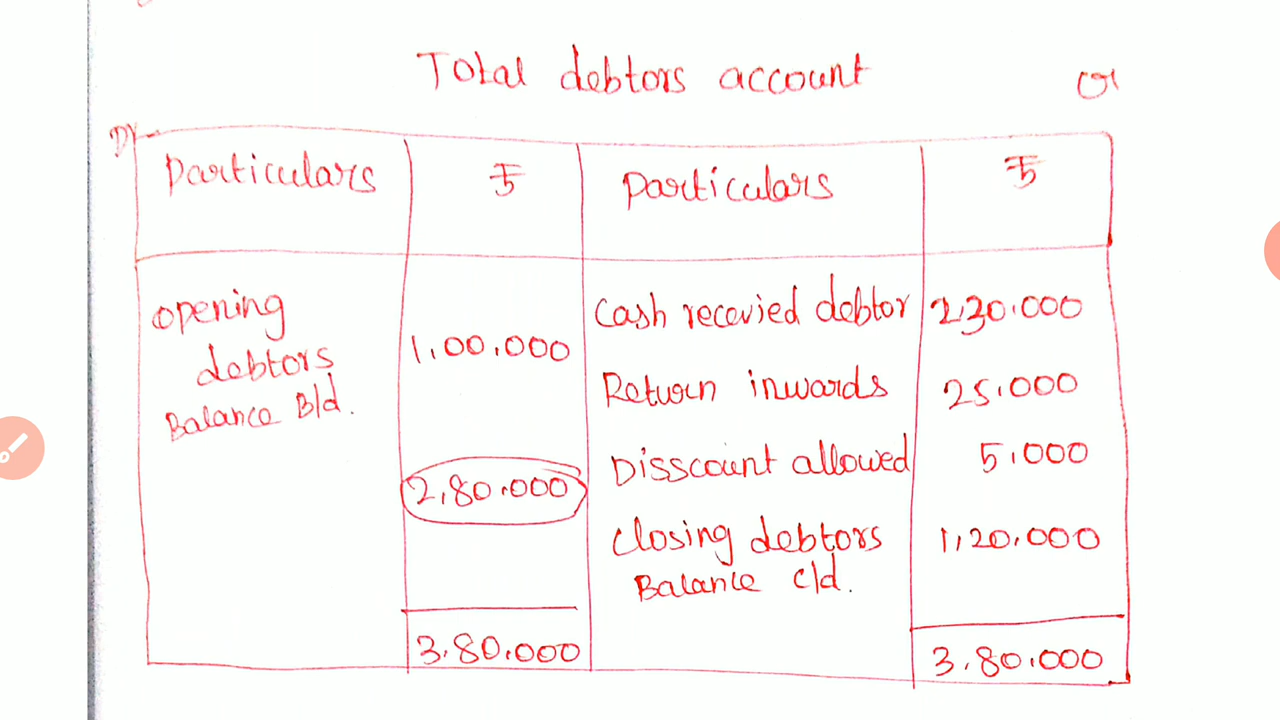 Total debtors account
Dr
Cr
Particulars ₹ Particulars ₹
opening
debtors
Balance B/d.
1,00,000
2,80,000
3,80,000
Cash recevied debtor 2,30,000
Return inwards 25,000
Disscount allowed 5,000
closing debtors 1,20,000
Balance c/d.
3,80,000